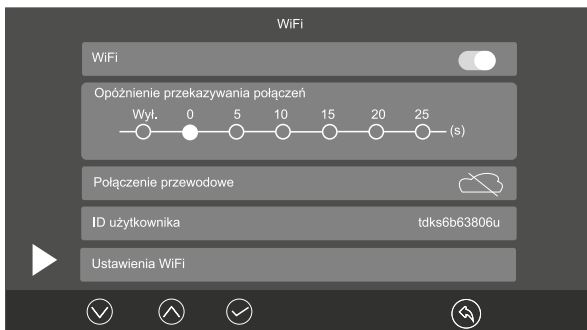 WiFi
WiFi
Opóźnienie przekazywania połączeń
Wył. 0 5 10 15 20 25
(s)
Połączenie przewodowe
ID użytkownika tdks6b63806u
Ustawienia WiFi